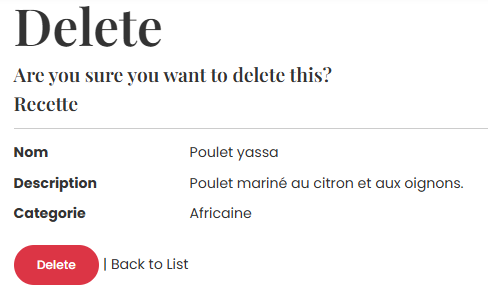 Delete
Are you sure you want to delete this?
Recette
Nom Poulet yassa
Description Poulet mariné au citron et aux oignons.
Categorie Africaine
Delete | Back to List